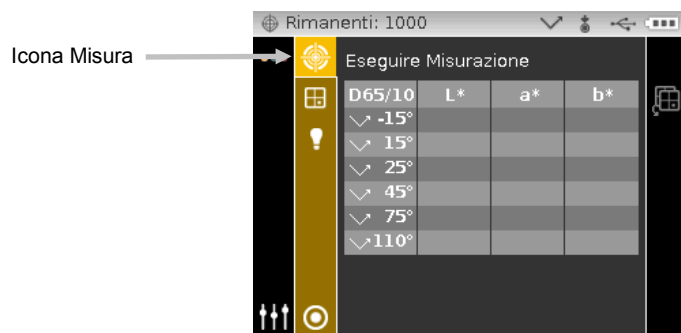 Rimanenti: 1000
Icona Misura
Eseguire Misurazione
D65/10 L* a* b*
-15°
15°
25°
45°
75°
110°